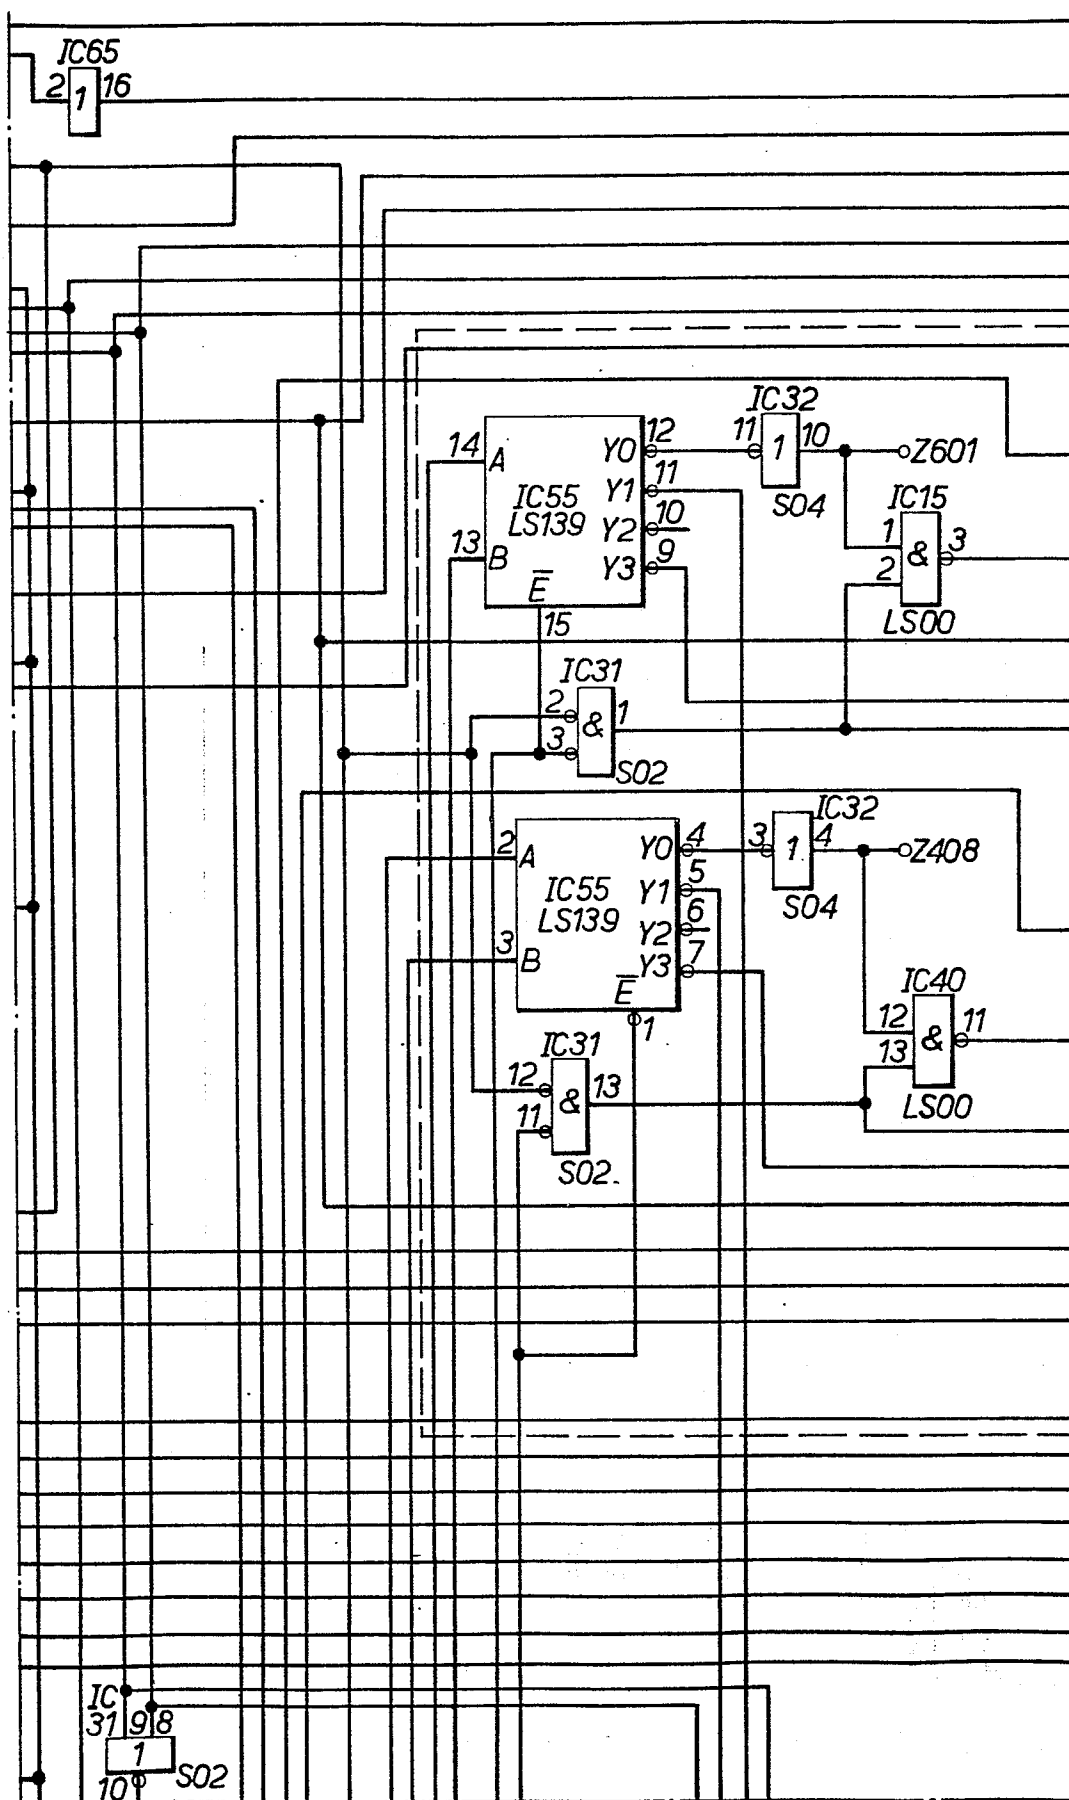 IC65
2 1 16
IC32
14 A Y0 12 11 1 10 Z601
Y1 11
IC55
LS139
S04
IC15
Y2 10
13 B Y3 9
1 & 3
2
E̅
15
LS00
IC31
2 & 1
3
S02
IC32
2 A Y0 4 3 1 4 Z408
Y1 5
IC55
LS139
S04
Y2 6
3 B Y3 7
E̅
1
IC40
12 & 11
13
LS00
IC31
12 & 13
11
S02
IC
31 9 8
1
10 S02